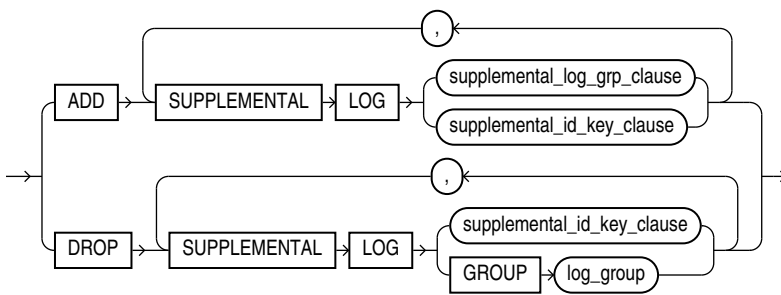 ,
supplemental_log_grp_clause
ADD SUPPLEMENTAL LOG
supplemental_id_key_clause
,
supplemental_id_key_clause
DROP SUPPLEMENTAL LOG
GROUP log_group